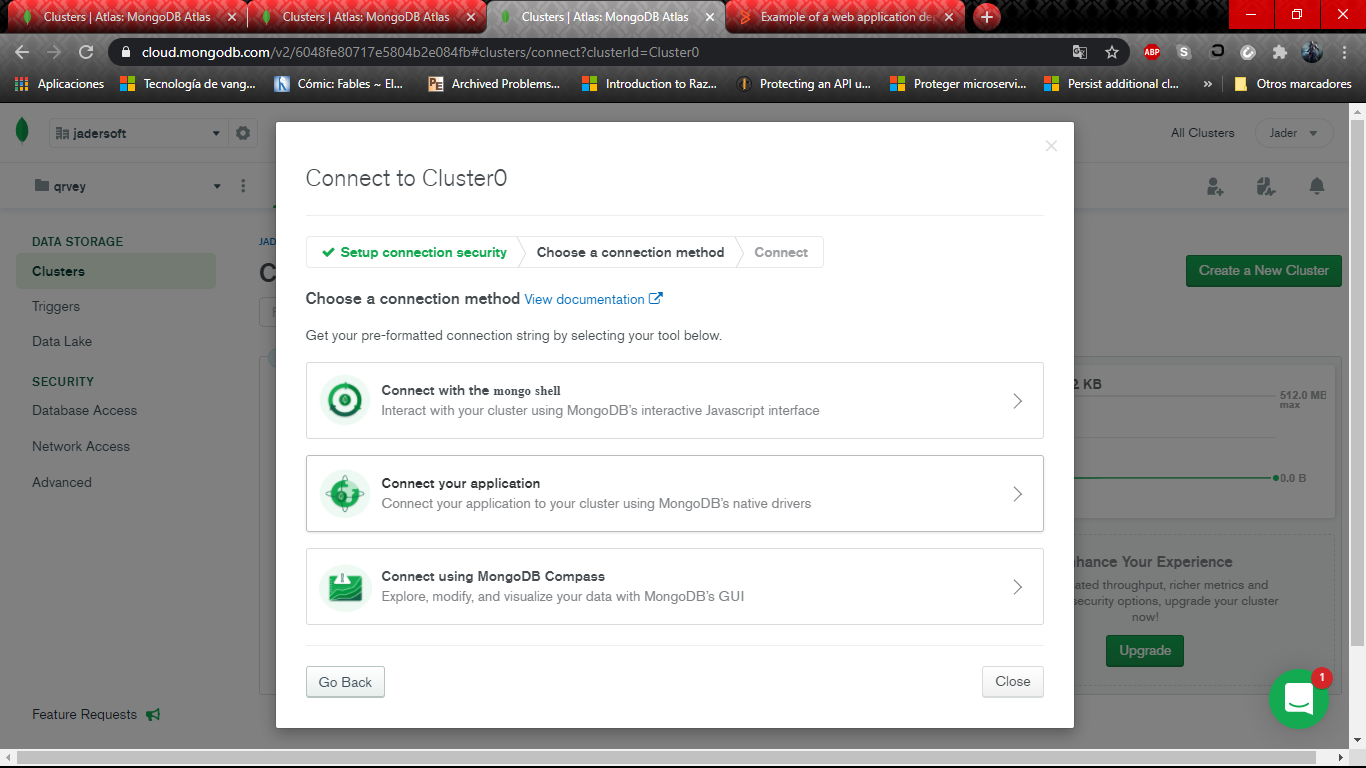 Clusters | Atlas: MongoDB Atlas
Clusters | Atlas: MongoDB Atlas
Clusters | Atlas: MongoDB Atlas
Example of a web application de
cloud.mongodb.com/v2/6048fe80717e5804b2e084fb#clusters/connect?clusterId=Cluster0
ABP
Aplicaciones
Tecnología de vang...
Cómic: Fables ~ El...
Archived Problems...
Introduction to Raz...
Protecting an API u...
Proteger microservi...
Persist additional cl...
»
Otros marcadores
jadersoft
All Clusters
Jader
qrvey
DATA STORAGE
Clusters
Triggers
Data Lake
SECURITY
Database Access
Network Access
Advanced
Feature Requests
JAD
C
Create a New Cluster
Connect to Cluster0
Setup connection security
Choose a connection method
Connect
Choose a connection method View documentation
Get your pre-formatted connection string by selecting your tool below.
Connect with the mongo shell
Interact with your cluster using MongoDB's interactive Javascript interface
Connect your application
Connect your application to your cluster using MongoDB's native drivers
Connect using MongoDB Compass
Explore, modify, and visualize your data with MongoDB's GUI
Go Back
Close
2 KB
512.0 MB
max
0.0 B
hance Your Experience
ated throughput, richer metrics and
security options, upgrade your cluster
now!
Upgrade
1